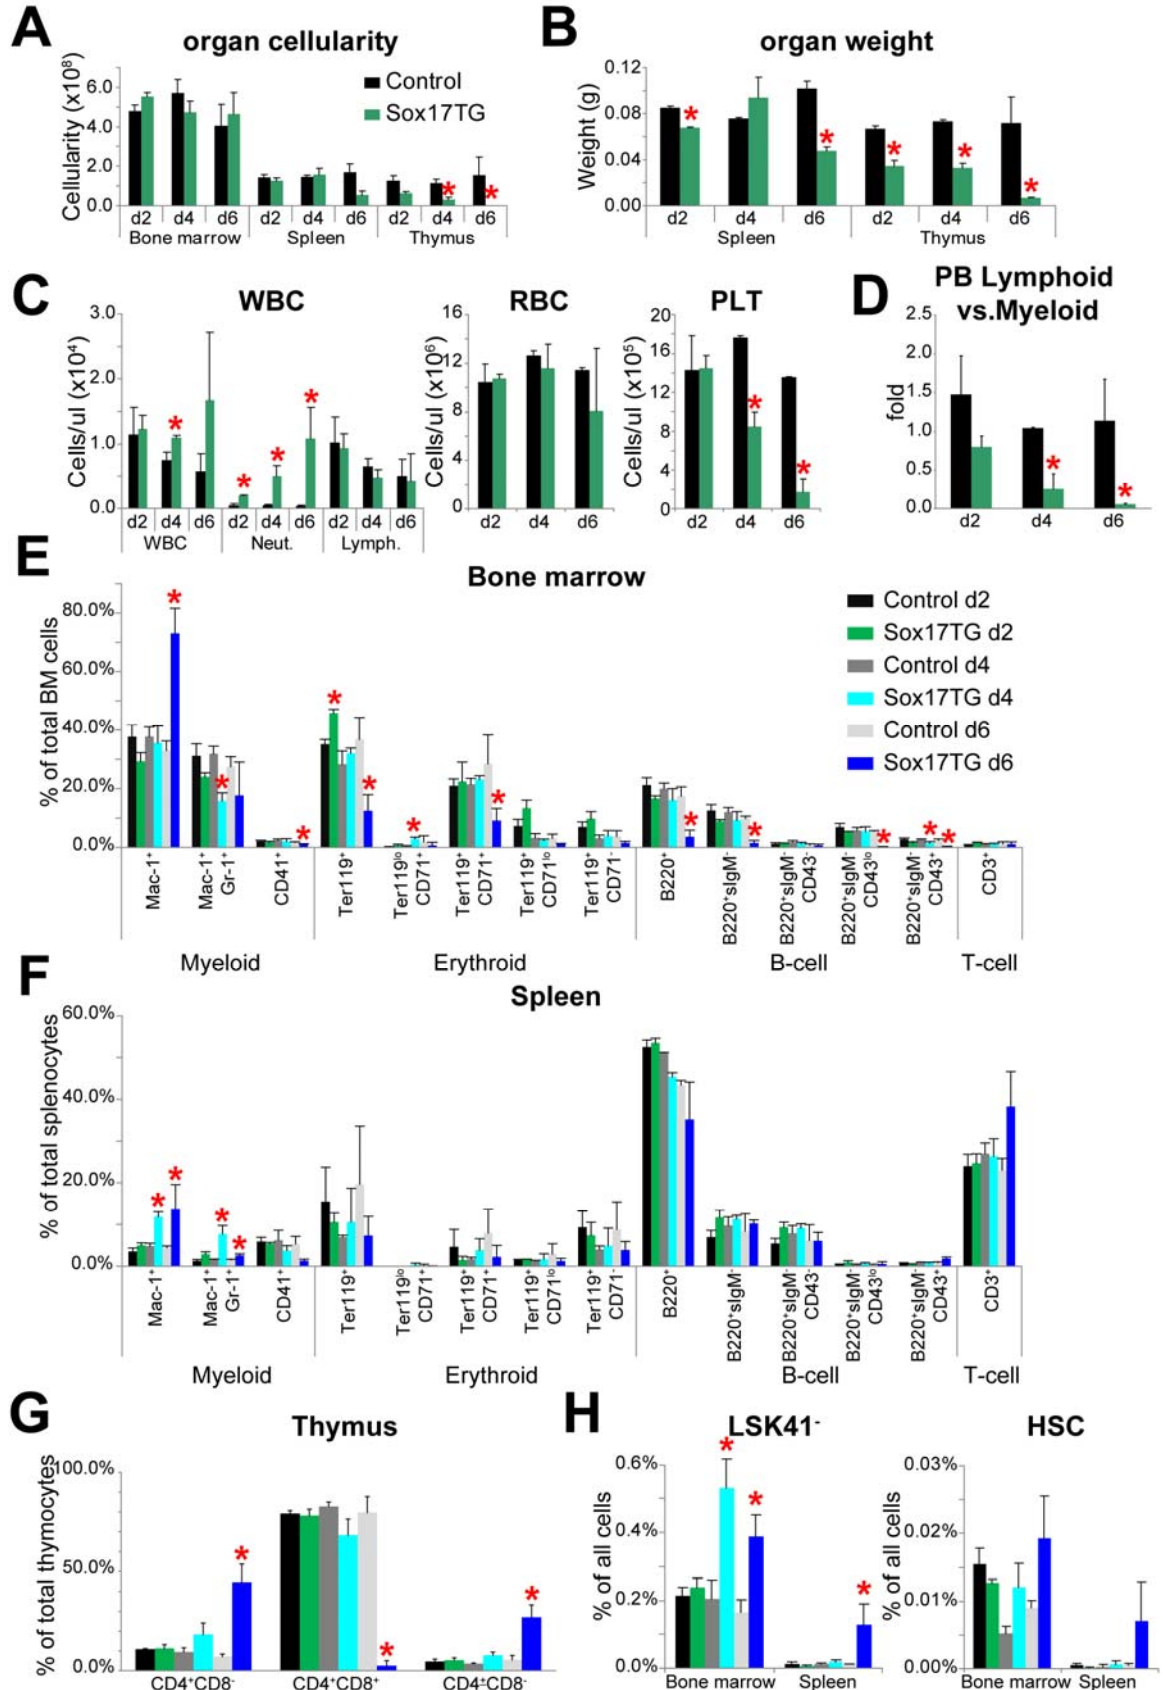 A
organ cellularity
Cellularity (x10⁸)
6.0
4.0
2.0
0.0
Control
Sox17TG
* *
d2 d4 d6 d2 d4 d6 d2 d4 d6
Bone marrow Spleen Thymus
B
organ weight
Weight (g)
0.12
0.08
0.04
0.00
* * * * *
d2 d4 d6 d2 d4 d6
Spleen Thymus
C
WBC
Cells/ul (x10⁴)
3.0
2.0
1.0
0.0
* * * *
d2 d4 d6 d2 d4 d6 d2 d4 d6
WBC Neut. Lymph.
RBC
Cells/ul (x10⁶)
16
12
8
4
0
d2 d4 d6
PLT
Cells/ul (x10⁵)
20
16
12
8
4
0
* *
d2 d4 d6
D
PB Lymphoid
vs.Myeloid
fold
2.5
2.0
1.5
1.0
0.5
0.0
* *
d2 d4 d6
E
Bone marrow
% of total BM cells
80.0%
60.0%
40.0%
20.0%
0.0%
* * * * * * * * * * * *
Control d2
Sox17TG d2
Control d4
Sox17TG d4
Control d6
Sox17TG d6
Mac-1⁺
Mac-1⁺
Gr-1⁺
CD41⁺
Ter119⁺
Ter119ˡᵒ
CD71⁺
Ter119⁺
CD71⁺
Ter119⁺
CD71ˡᵒ
Ter119⁺
CD71⁻
B220⁺
B220⁺sIgM⁻
B220⁺sIgM⁻
CD43⁻
B220⁺sIgM⁻
CD43ˡᵒ
B220⁺sIgM⁻
CD43⁺
CD3⁺
Myeloid Erythroid B-cell T-cell
F
Spleen
% of total splenocytes
60.0%
40.0%
20.0%
0.0%
* * * *
Mac-1⁺
Mac-1⁺
Gr-1⁺
CD41⁺
Ter119⁺
Ter119ˡᵒ
CD71⁺
Ter119⁺
CD71⁺
Ter119⁺
CD71ˡᵒ
Ter119⁺
CD71⁻
B220⁺
B220⁺sIgM⁻
B220⁺sIgM⁻
CD43⁻
B220⁺sIgM⁻
CD43ˡᵒ
B220⁺sIgM⁻
CD43⁺
CD3⁺
Myeloid Erythroid B-cell T-cell
G
Thymus
% of total thymocytes
100.0%
50.0%
0.0%
* * *
CD4⁺CD8⁻ CD4⁺CD8⁺ CD4⁻CD8⁻
H
LSK41⁻
% of all cells
0.6%
0.4%
0.2%
0.0%
* * *
Bone marrow Spleen
HSC
% of all cells
0.03%
0.02%
0.01%
0.00%
Bone marrow Spleen